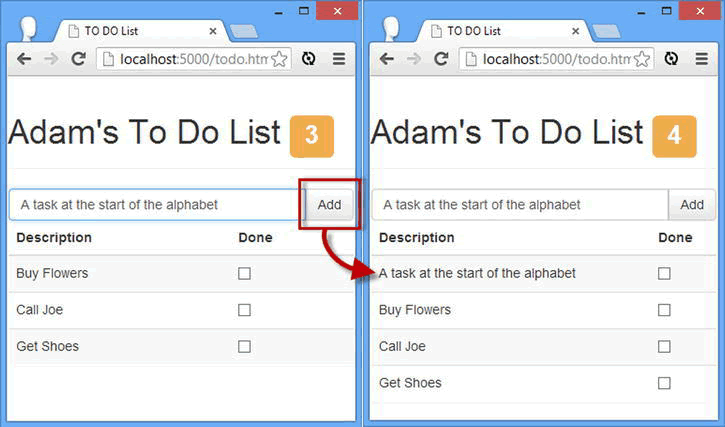 TO DO List
localhost:5000/todo.htm
Adam's To Do List 3
A task at the start of the alphabet Add
Description Done
Buy Flowers
Call Joe
Get Shoes
TO DO List
localhost:5000/todo.htm
Adam's To Do List 4
A task at the start of the alphabet Add
Description Done
A task at the start of the alphabet
Buy Flowers
Call Joe
Get Shoes